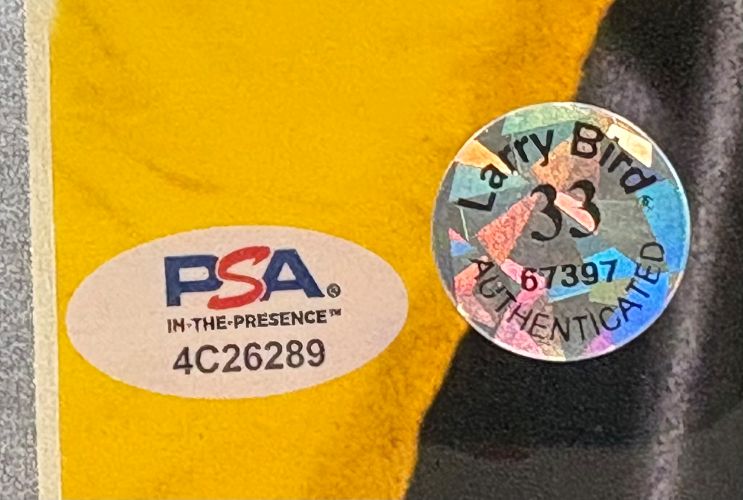 PSA®
IN-THE-PRESENCE™
4C26289
Larry Bird®
33
67397
AUTHENTICATED